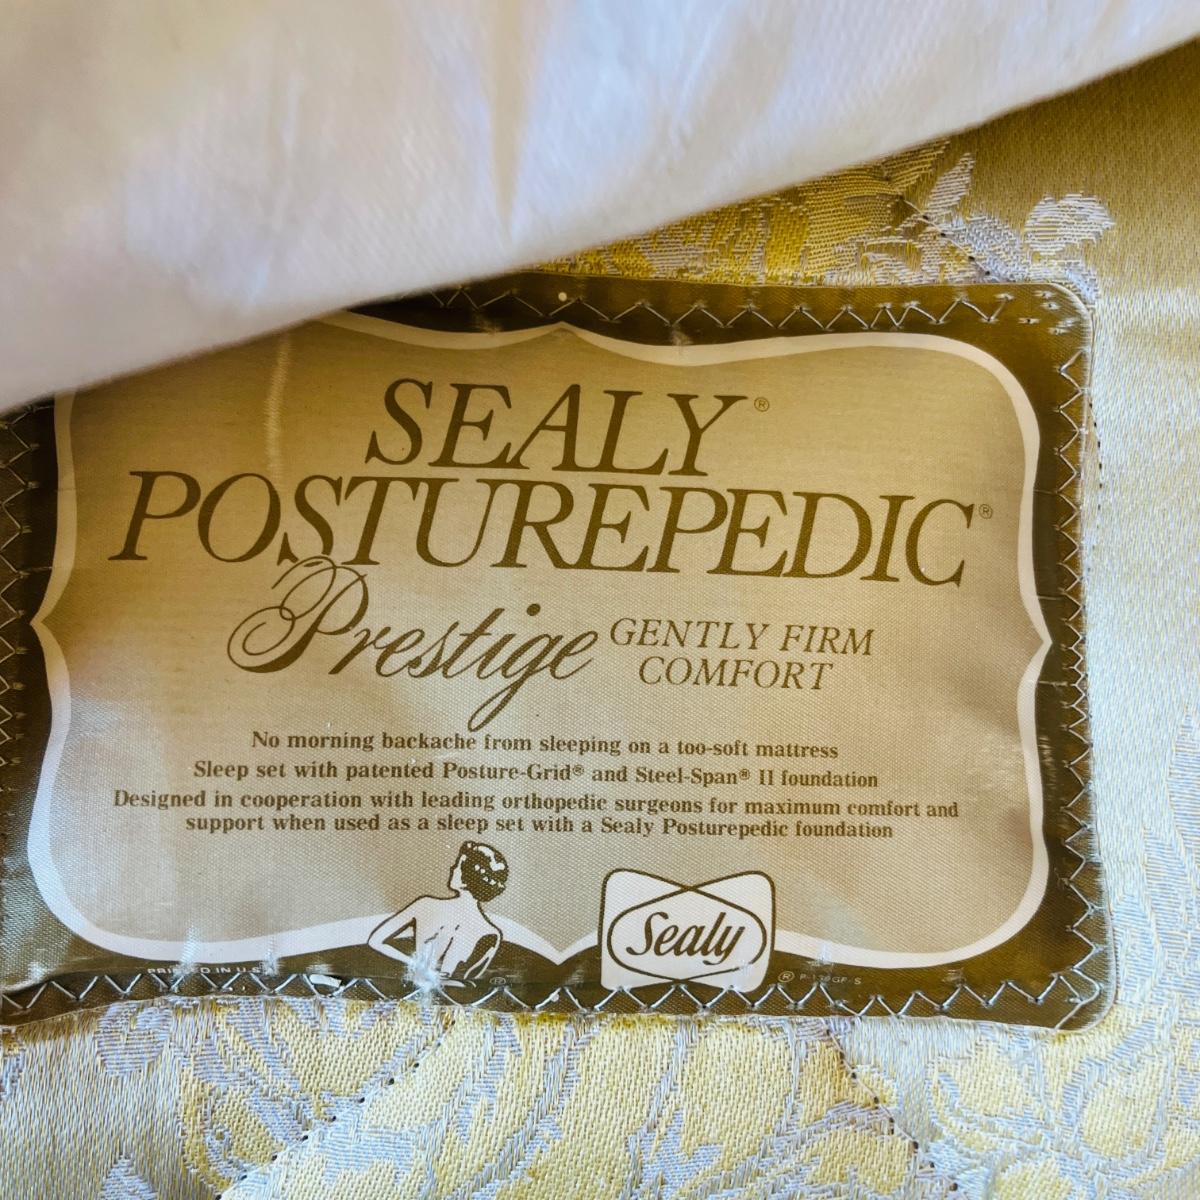 SEALY®
POSTUREPEDIC®
Prestige GENTLY FIRM
COMFORT
No morning backache from sleeping on a too-soft mattress
Sleep set with patented Posture-Grid® and Steel-Span® II foundation
Designed in cooperation with leading orthopedic surgeons for maximum comfort and
support when used as a sleep set with a Sealy Posturepedic foundation
Sealy
PRINTED IN U.S.
® ®